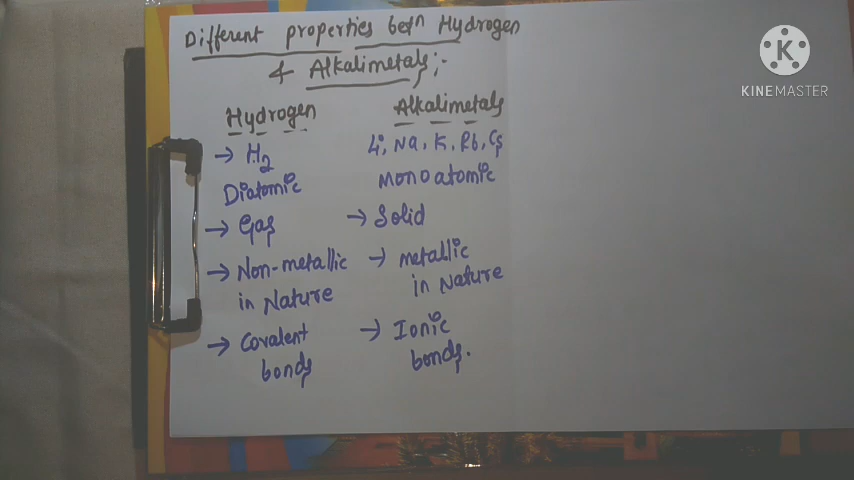 Different properties betn Hydrogen
& Alkalimetals;-
Hydrogen
Alkalimetals
→ H2
Li, Na, K, Rb, Cs
Diatomic
Monoatomic
→ Gas
→ Solid
→ Non-metallic
in Nature
→ metallic
in Nature
→ Covalent
bonds
→ Ionic
bonds.
K
KINEMASTER